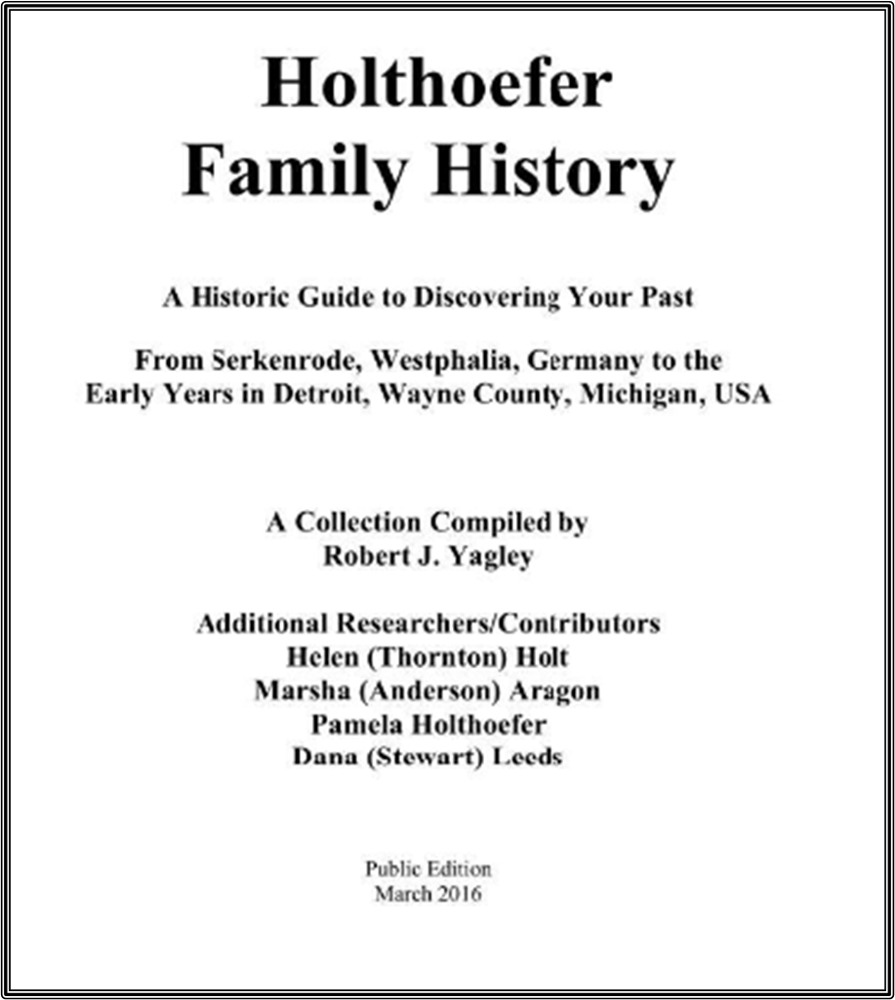 Holthoefer
Family History
A Historic Guide to Discovering Your Past
From Serkenrode, Westphalia, Germany to the
Early Years in Detroit, Wayne County, Michigan, USA
A Collection Compiled by
Robert J. Yagley
Additional Researchers/Contributors
Helen (Thornton) Holt
Marsha (Anderson) Aragon
Pamela Holthoefer
Dana (Stewart) Leeds
Public Edition
March 2016